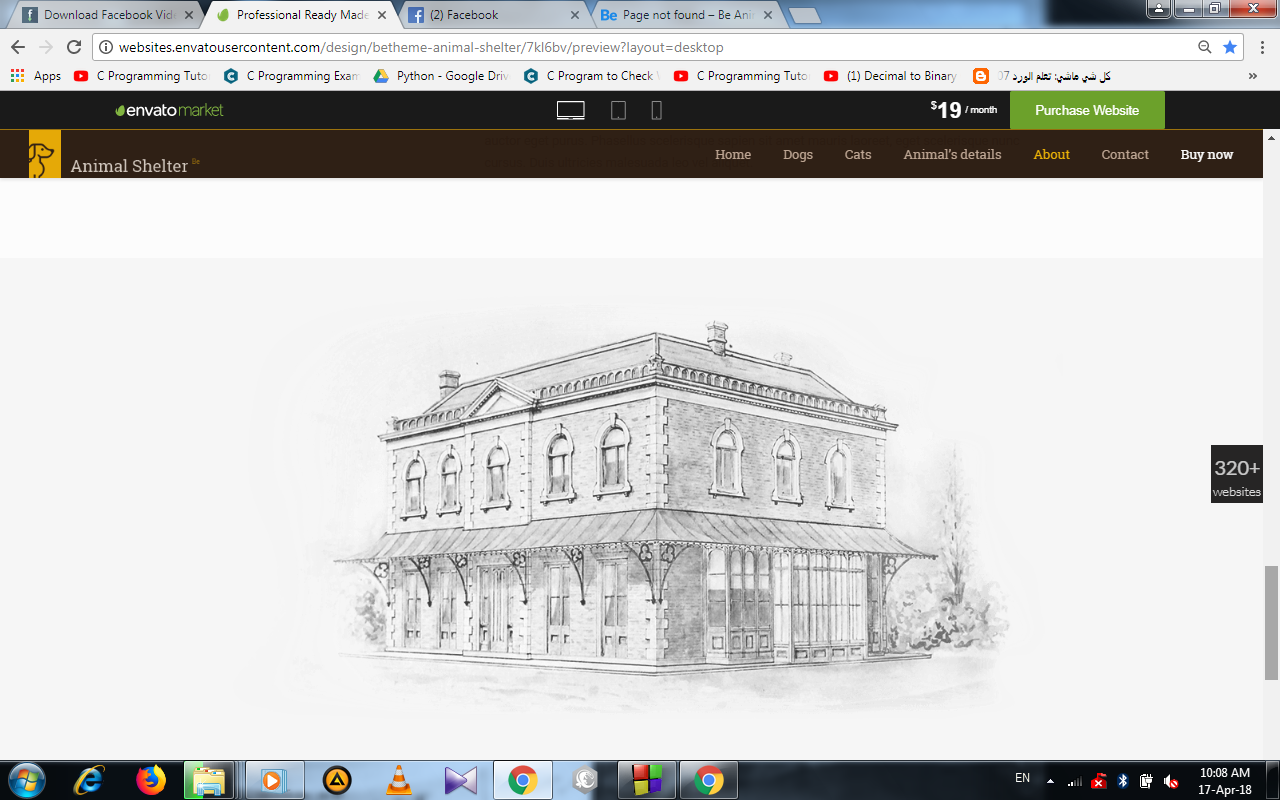 Download Facebook Vide
Professional Ready Made
(2) Facebook
Be Page not found – Be Ani
websites.envatousercontent.com/design/betheme-animal-shelter/7kl6bv/preview?layout=desktop
Apps
C Programming Tuto
C Programming Exam
Python - Google Driv
C Program to Check
C Programming Tuto
(1) Decimal to Binary
كل شي هاشي: تعلم الورد 07
»
envatomarket
$19 / month
Purchase Website
Animal Shelter Be
Home
Dogs
Cats
Animal's details
About
Contact
Buy now
320+
websites
EN
10:08 AM
17-Apr-18